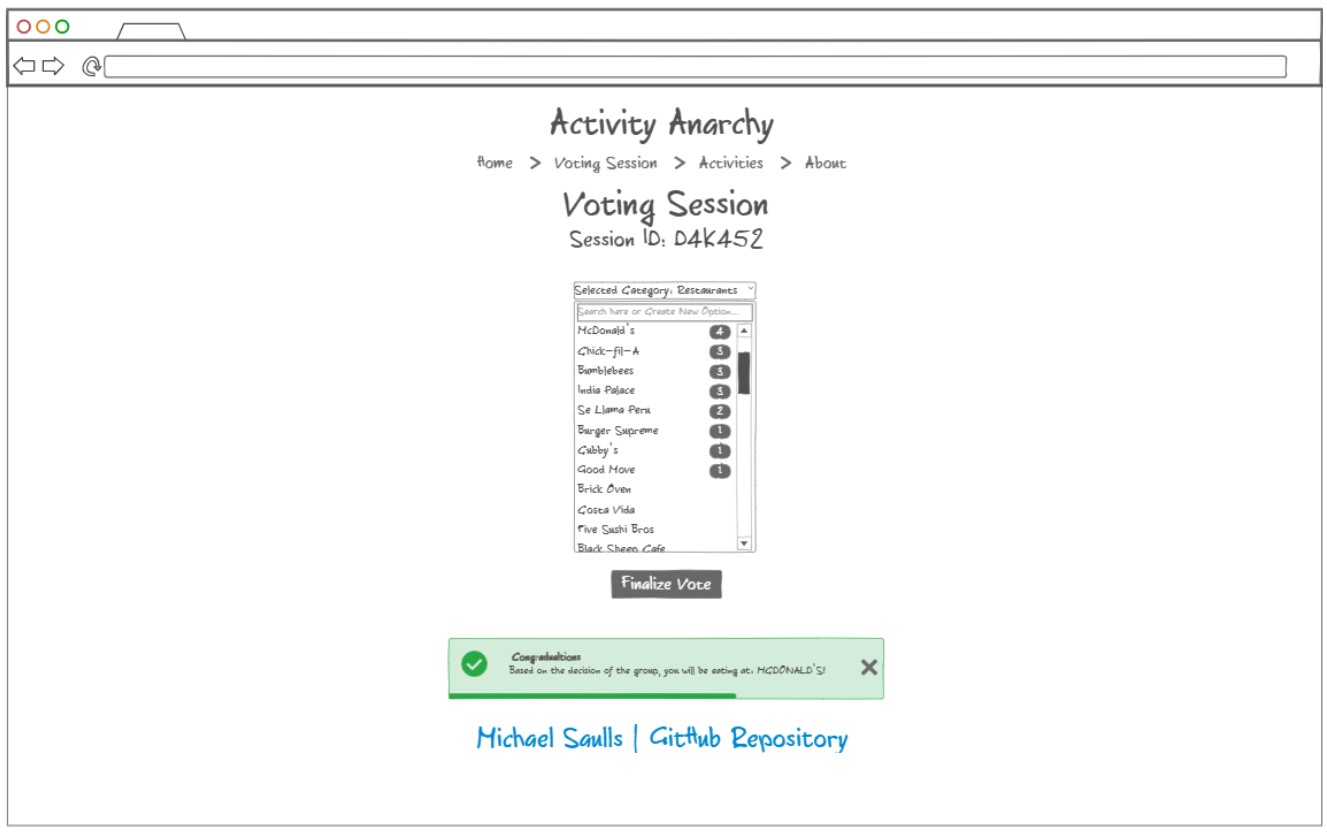 Activity Anarchy
Home > Voting Session > Activities > About
Voting Session
Session ID: D4K452
Selected Category: Restaurants
Search here or Create New Option...
McDonald's 4
Chick-fil-A 3
Bumblebees 3
India Palace 3
Se Llama Peru 2
Burger Supreme 1
Cubby's 1
Good Move 1
Brick Oven
Costa Vida
Five Sushi Bros
Black Sheep Cafe
Finalize Vote
Congradualtions
Based on the decision of the group, you will be eating at: MCDONALD'S!
Michael Saulls | GitHub Repository